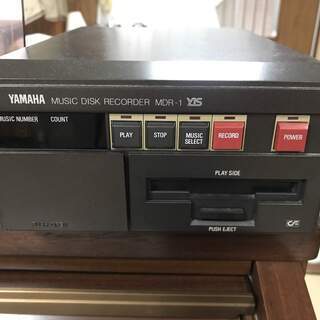 YAMAHA MUSIC DISK RECORDER MDR-1 YIS
MUSIC NUMBER COUNT
PLAY STOP MUSIC SELECT RECORD POWER
PLAY SIDE
PUSH EJECT